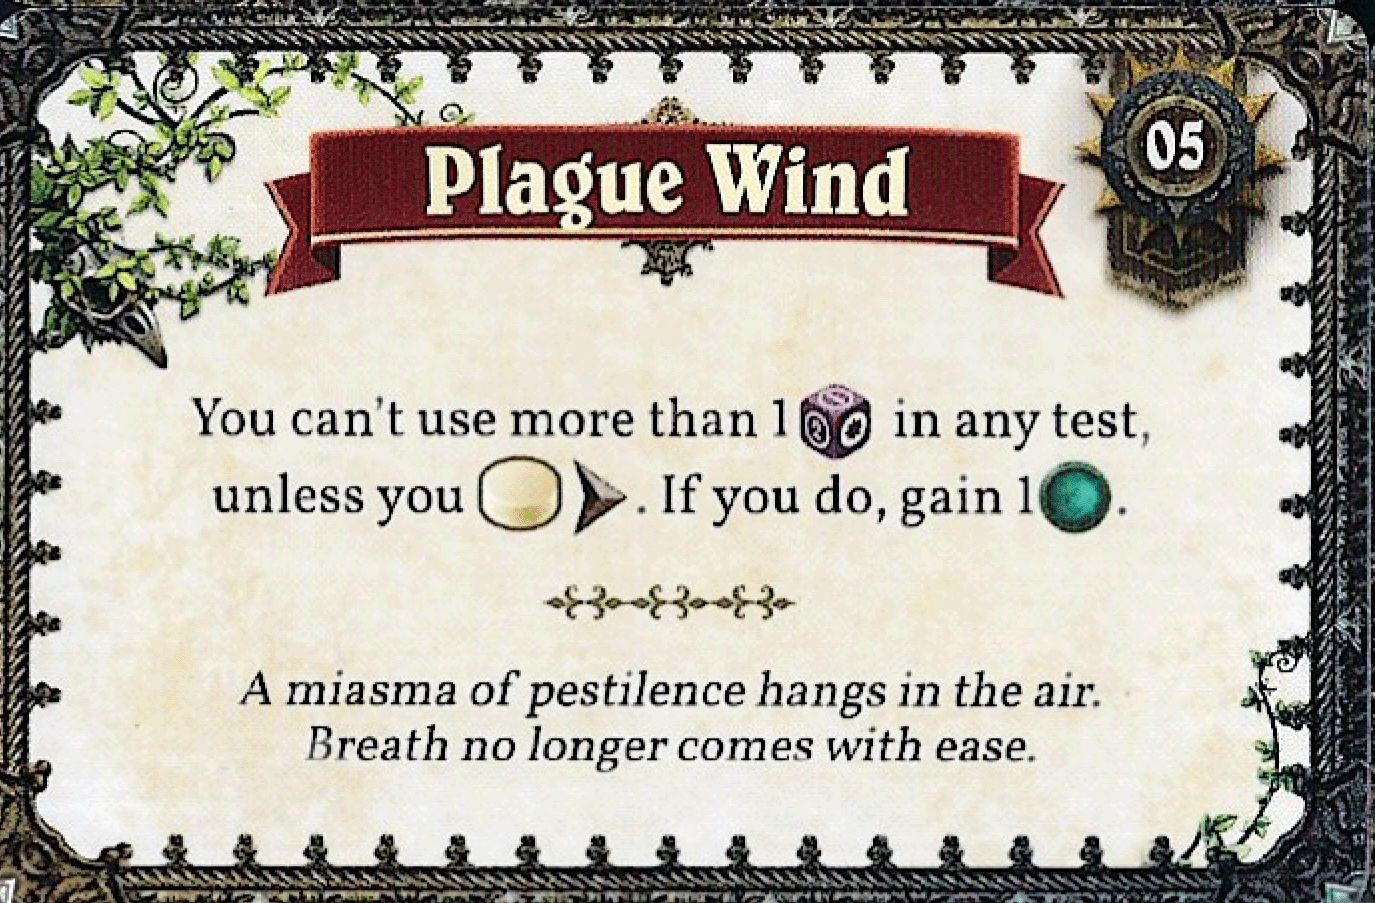 Plague Wind
05
You can't use more than 1 in any test,
unless you . If you do, gain 1 .
A miasma of pestilence hangs in the air.
Breath no longer comes with ease.